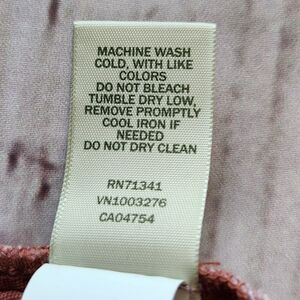 MACHINE WASH
COLD, WITH LIKE
COLORS
DO NOT BLEACH
TUMBLE DRY LOW,
REMOVE PROMPTLY
COOL IRON IF
NEEDED
DO NOT DRY CLEAN
RN71341
VN1003276
CA04754